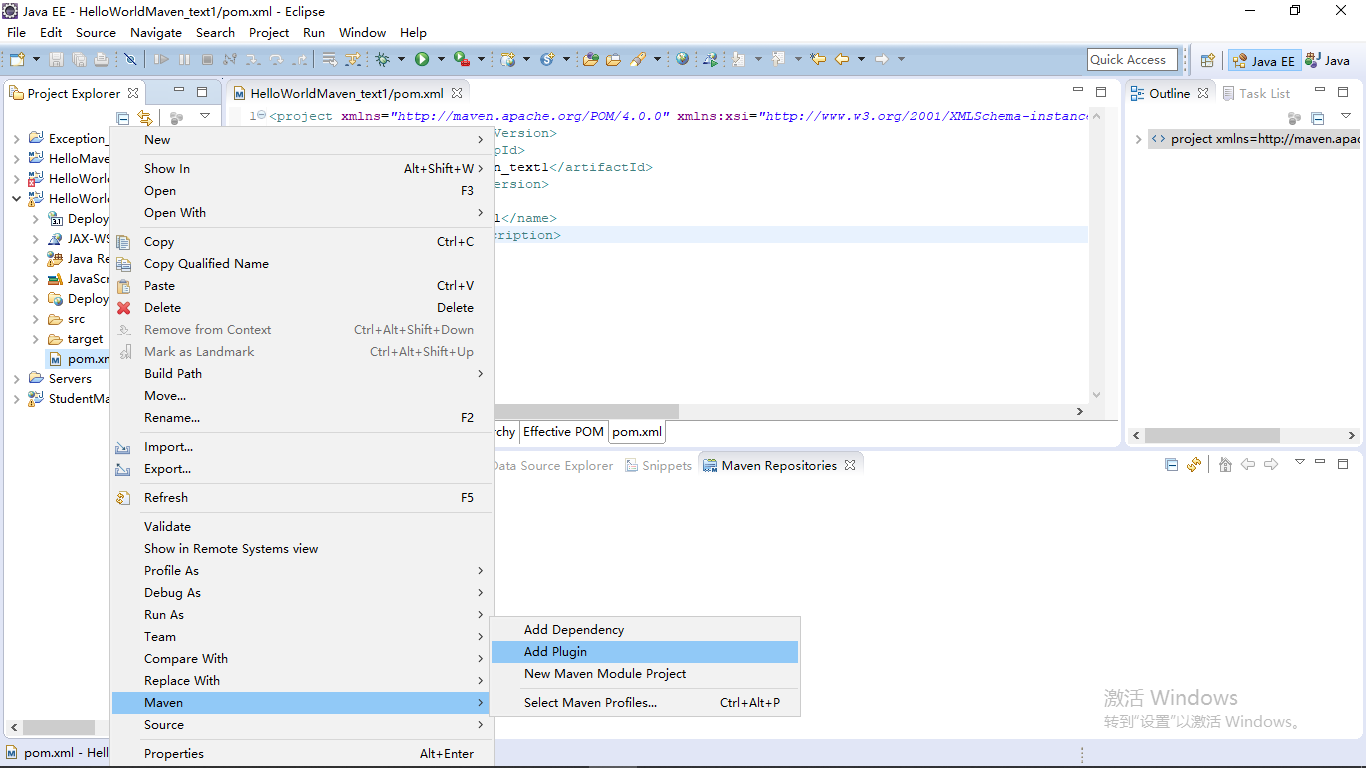 Java EE - HelloWorldMaven_text1/pom.xml - Eclipse
File Edit Source Navigate Search Project Run Window Help
Quick Access
Java EE
Java
Project Explorer
HelloWorldMaven_text1/pom.xml
Outline
Task List
1 <project xmlns="http://maven.apache.org/POM/4.0.0" xmlns:xsi="http://www.w3.org/2001/XMLSchema-instance
Version>
pId>
n_text1</artifactId>
ersion>
1</name>
cription>
project xmlns=http://maven.apac
Exception_
HelloMave
HelloWorl
HelloWorl
Deploy
3.1
JAX-WS
Java Re
JavaScr
Deploy
src
target
pom.xm
Servers
StudentMa
New
Show In Alt+Shift+W
Open F3
Open With
Copy Ctrl+C
Copy Qualified Name
Paste Ctrl+V
Delete Delete
Remove from Context Ctrl+Alt+Shift+Down
Mark as Landmark Ctrl+Alt+Shift+Up
Build Path
Move...
Rename... F2
Import...
Export...
Refresh F5
Validate
Show in Remote Systems view
Profile As
Debug As
Run As
Team
Compare With
Replace With
Maven
Source
Properties Alt+Enter
rchy
Effective POM
pom.xml
Data Source Explorer
Snippets
Maven Repositories
Add Dependency
Add Plugin
New Maven Module Project
Select Maven Profiles... Ctrl+Alt+P
激活 Windows
转到"设置"以激活 Windows。
pom.xml - Hell